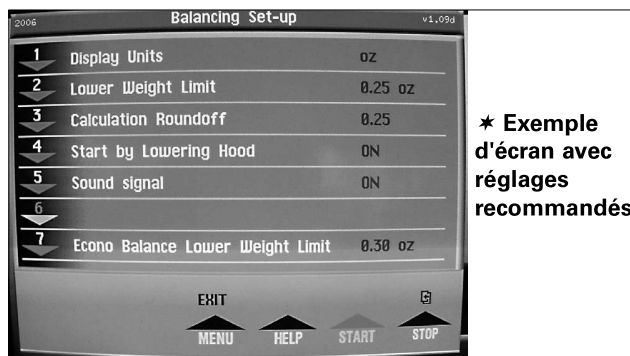 2006 Balancing Set-up v1.09d
1 Display Units oz
2 Lower Weight Limit 0.25 oz
3 Calculation Roundoff 0.25
4 Start by Lowering Hood ON
5 Sound signal ON
6
7 Econo Balance Lower Weight Limit 0.30 oz
EXIT
MENU HELP START STOP
✶ Exemple
d'écran avec
réglages
recommandés